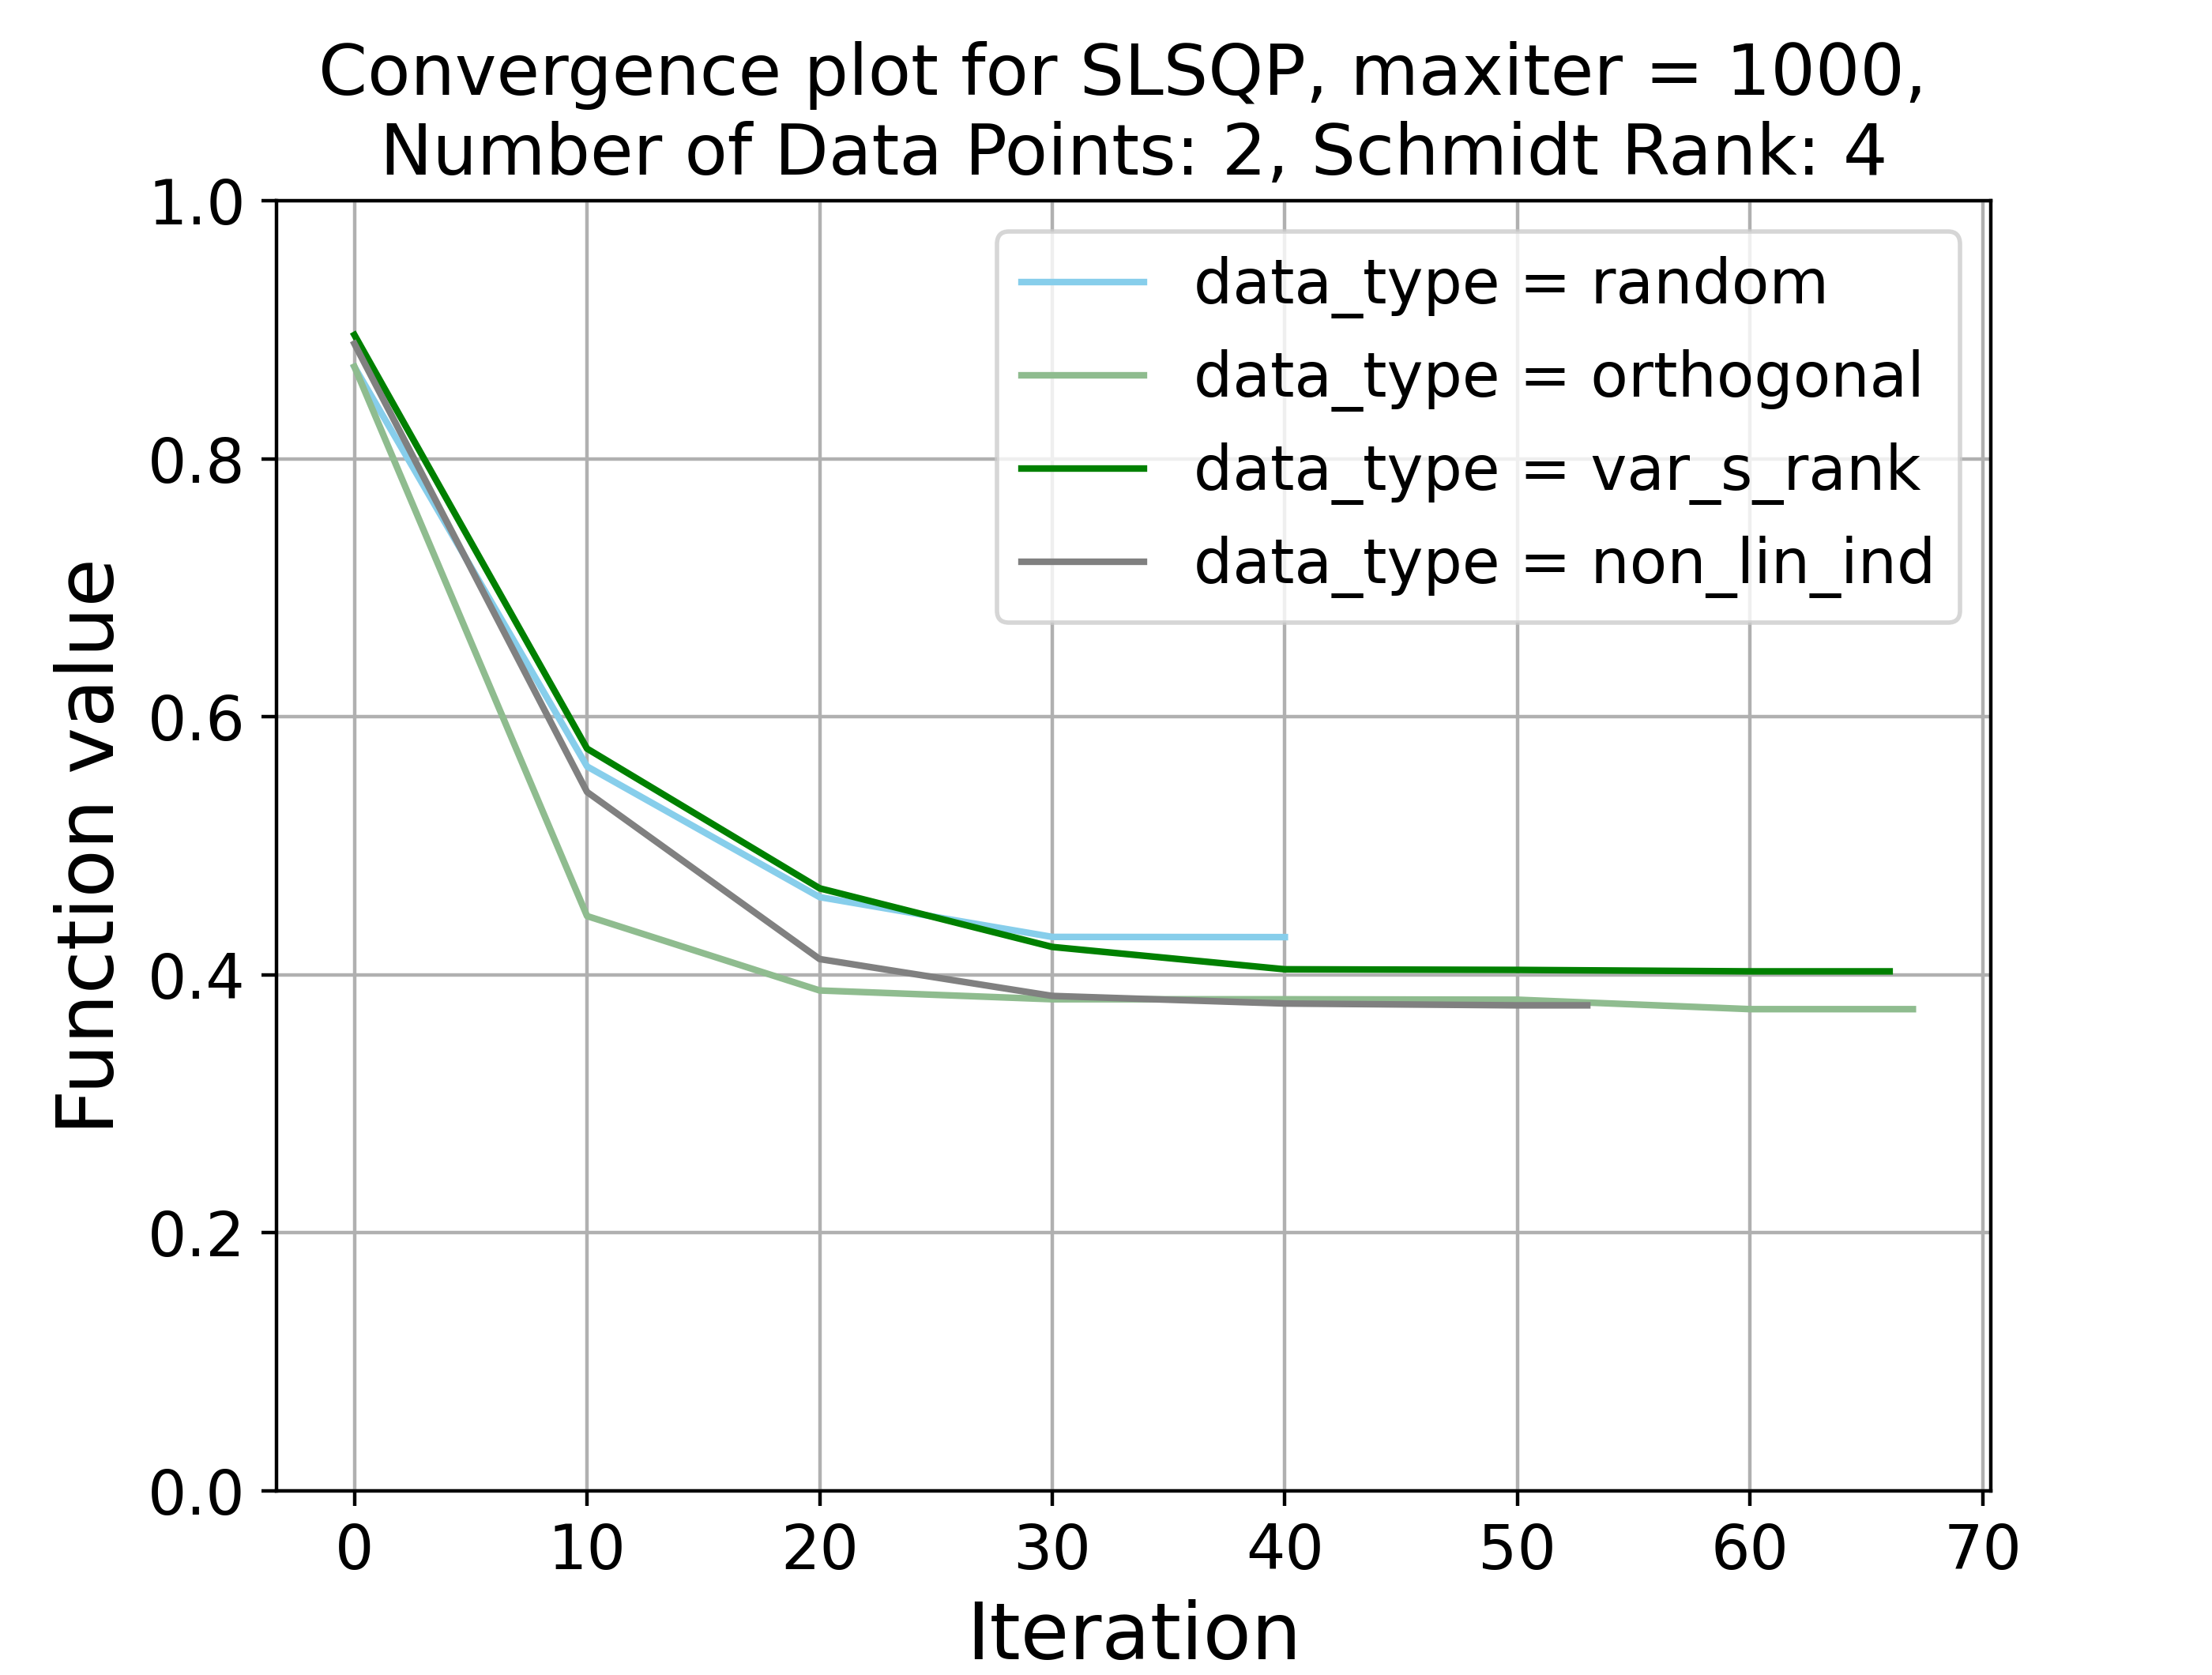 Convergence plot for SLSQP, maxiter = 1000,
Number of Data Points: 2, Schmidt Rank: 4
1.0
0.8
0.6
0.4
0.2
0.0
Function value
data_type = random
data_type = orthogonal
data_type = var_s_rank
data_type = non_lin_ind
0 10 20 30 40 50 60 70
Iteration